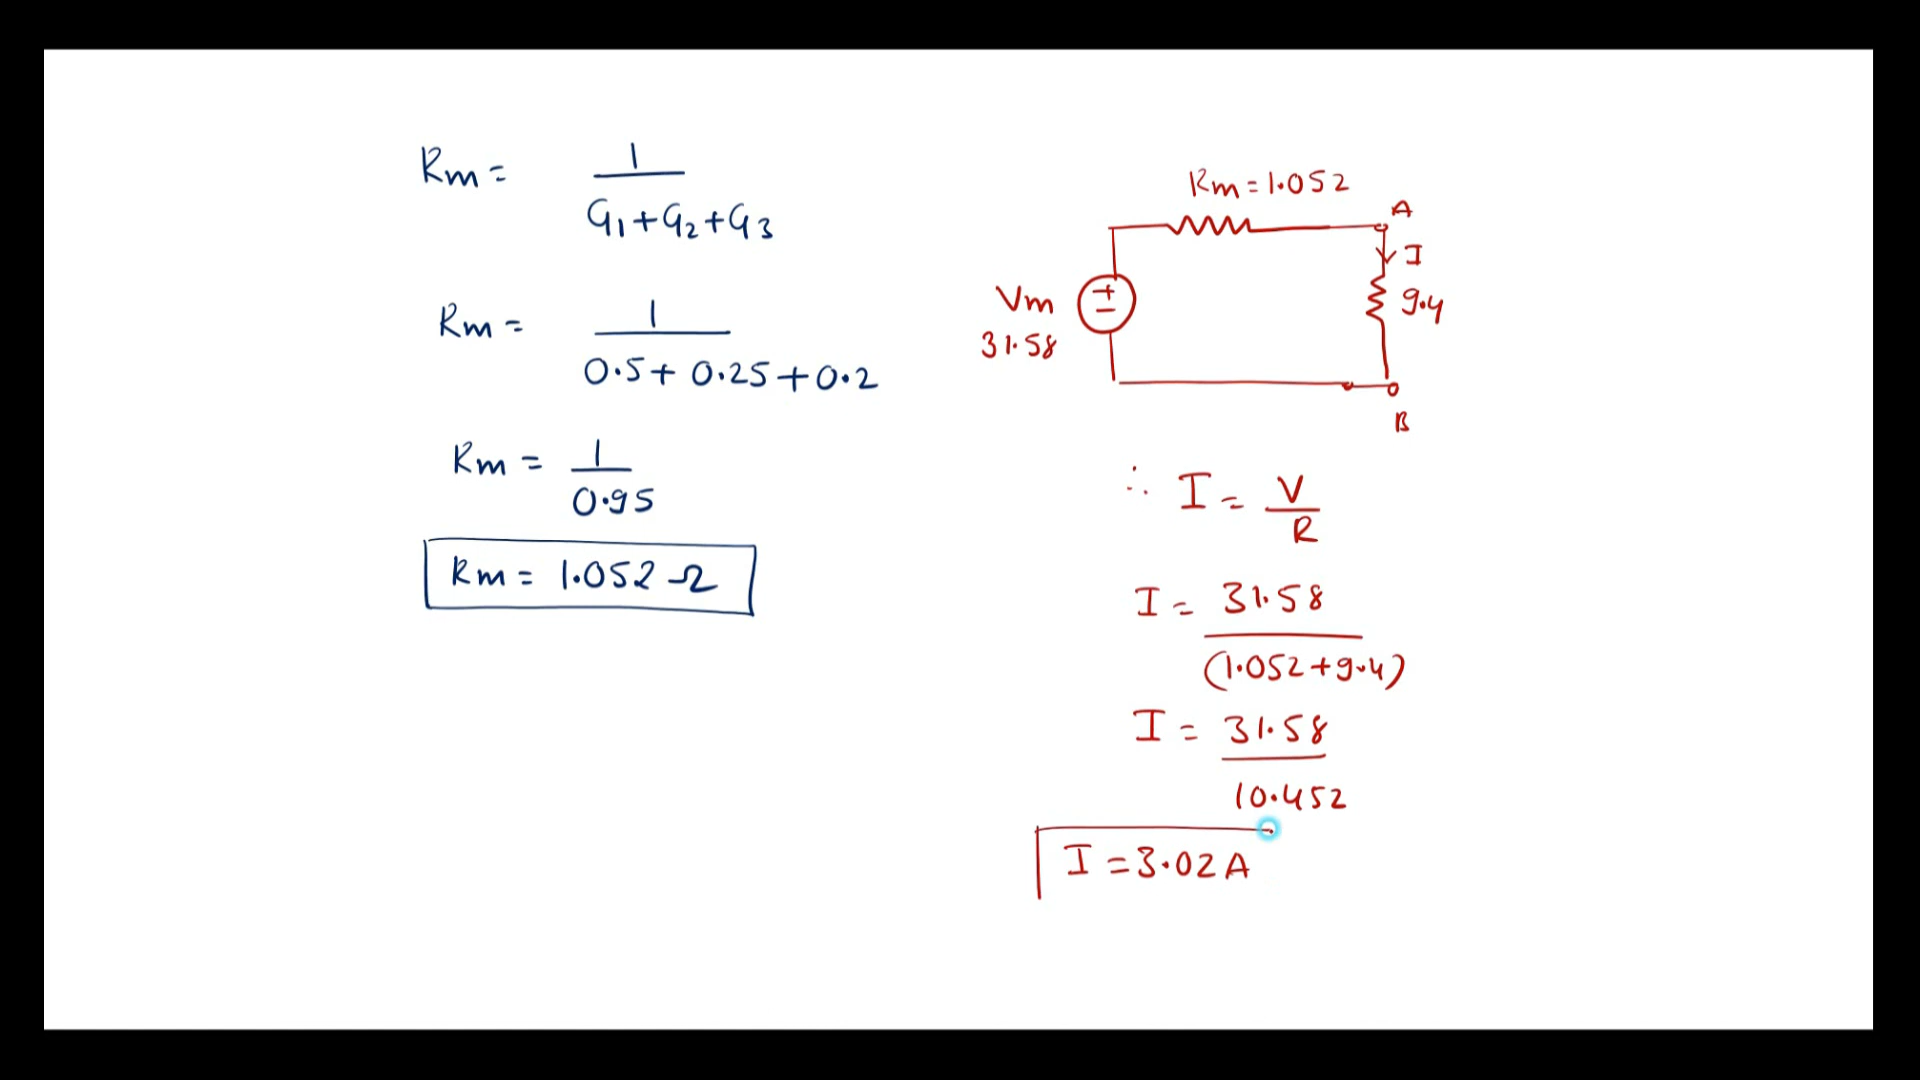 Rm = 1
G1+G2+G3
Rm = 1
0.5+ 0.25+0.2
Rm = 1
0.95
Rm = 1.052 Ω
Rm=1.052
A
I
Vm
9.4
31.58
+
−
B
∴ I = V
R
I = 31.58
(1.052+9.4)
I = 31.58
10.452
I =3.02A